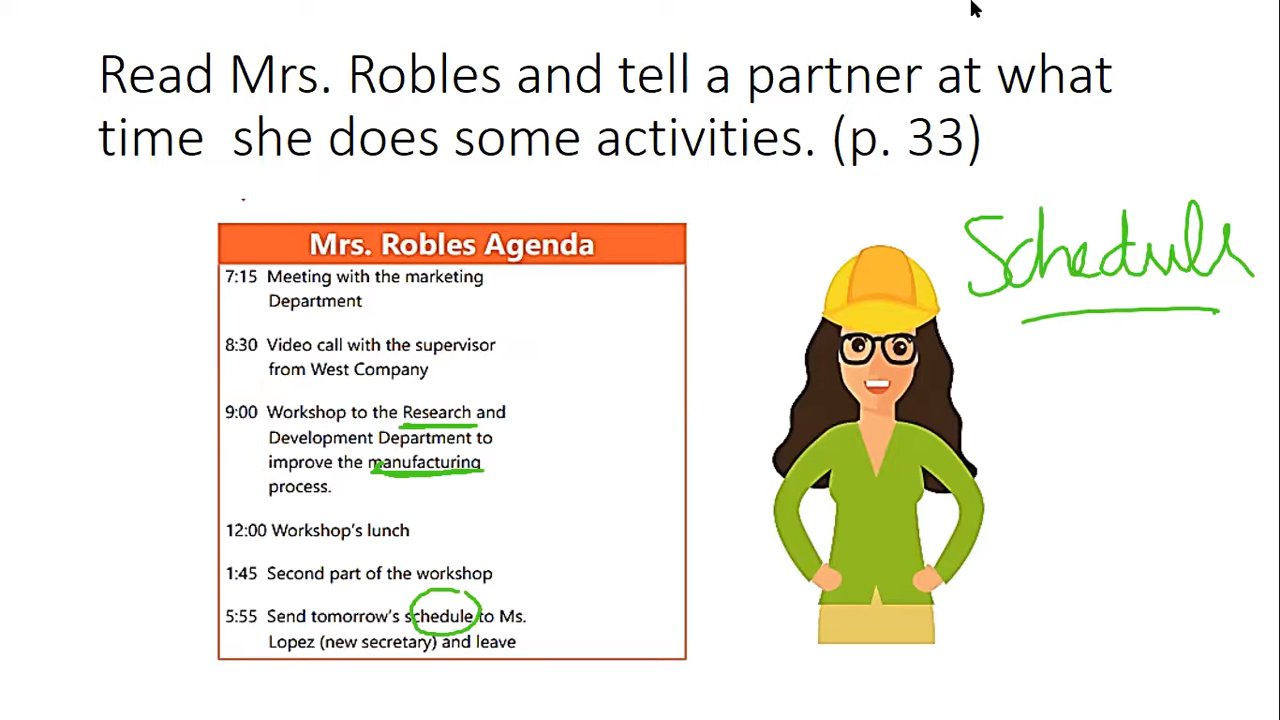 Read Mrs. Robles and tell a partner at what
time she does some activities. (p. 33)
Mrs. Robles Agenda
7:15 Meeting with the marketing
Department
8:30 Video call with the supervisor
from West Company
9:00 Workshop to the Research and
Development Department to
improve the manufacturing
process.
12:00 Workshop's lunch
1:45 Second part of the workshop
5:55 Send tomorrow's schedule to Ms.
Lopez (new secretary) and leave
Schedule